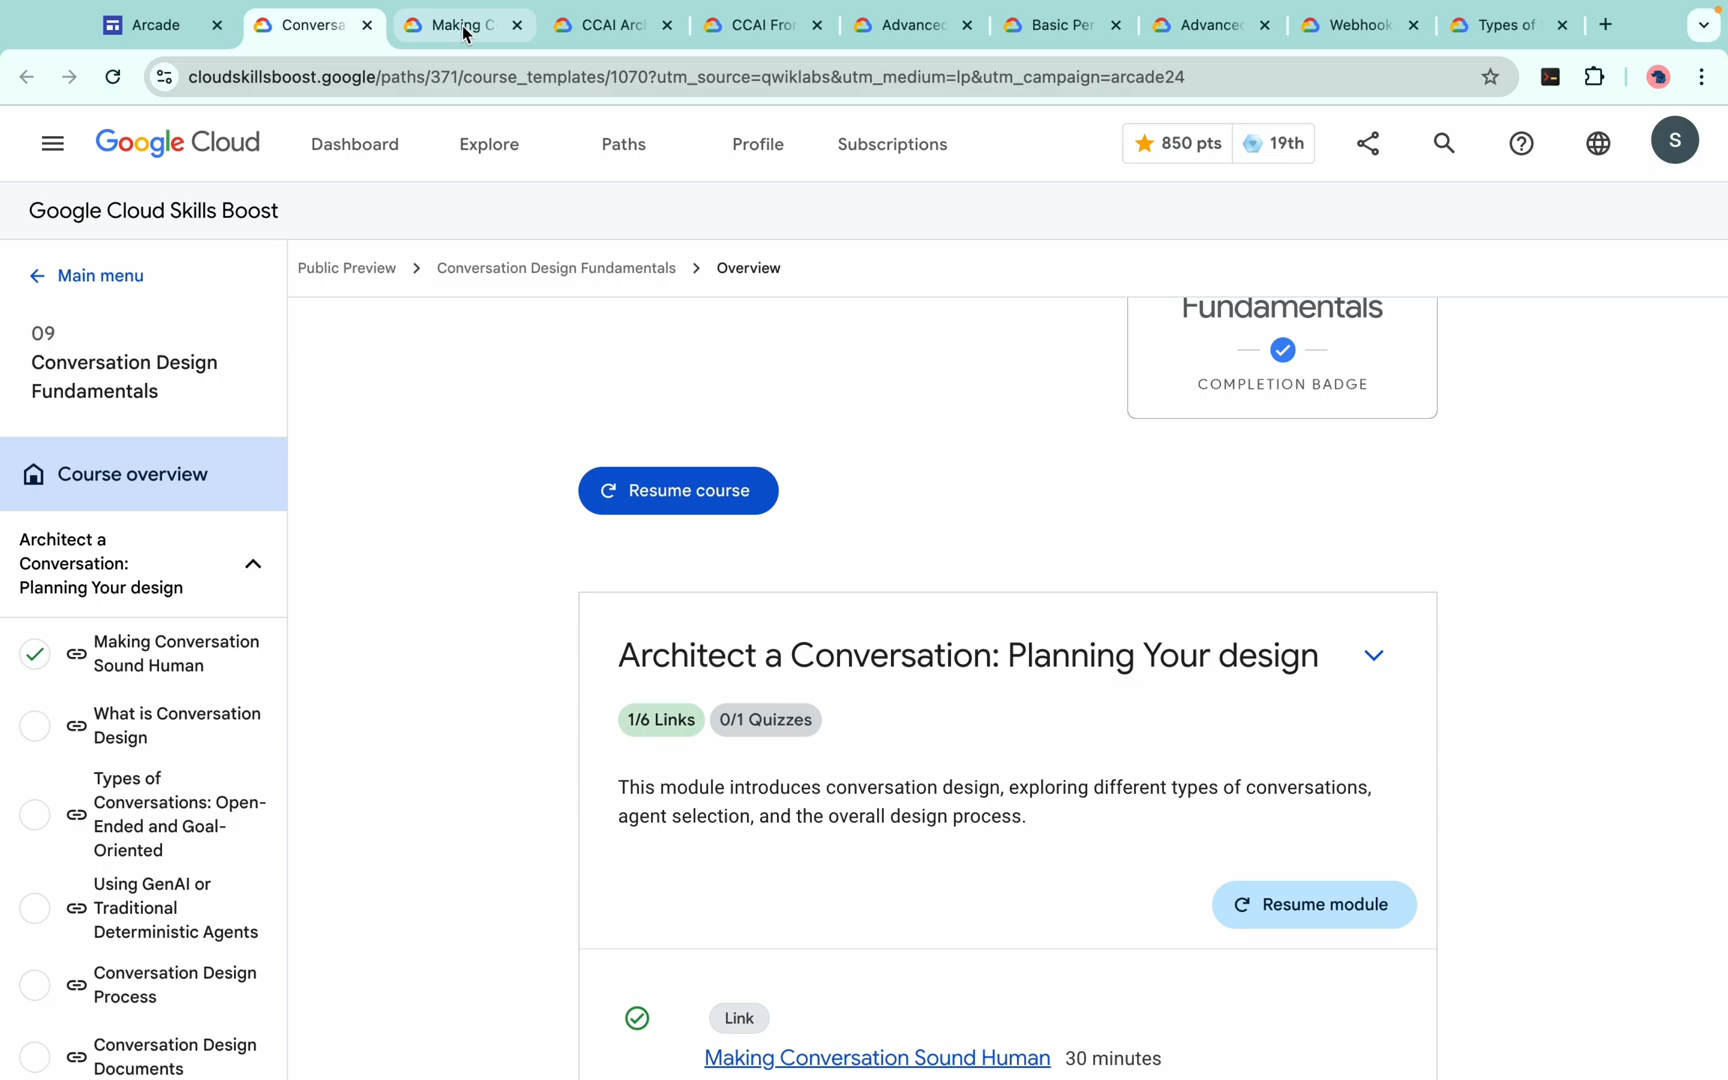 Arcade
Conversa
Making C
CCAI Arc
CCAI Fro
Advance
Basic Per
Advance
Webhook
Types of
cloudskillsboost.google/paths/371/course_templates/1070?utm_source=qwiklabs&utm_medium=lp&utm_campaign=arcade24
Google Cloud
Dashboard
Explore
Paths
Profile
Subscriptions
850 pts
19th
S
Google Cloud Skills Boost
Main menu
Public Preview > Conversation Design Fundamentals > Overview
09
Conversation Design
Fundamentals
Course overview
Architect a
Conversation:
Planning Your design
Making Conversation
Sound Human
What is Conversation
Design
Types of
Conversations: Open-
Ended and Goal-
Oriented
Using GenAI or
Traditional
Deterministic Agents
Conversation Design
Process
Conversation Design
Documents
Fundamentals
COMPLETION BADGE
Resume course
Architect a Conversation: Planning Your design
1/6 Links
0/1 Quizzes
This module introduces conversation design, exploring different types of conversations,
agent selection, and the overall design process.
Resume module
Link
Making Conversation Sound Human 30 minutes